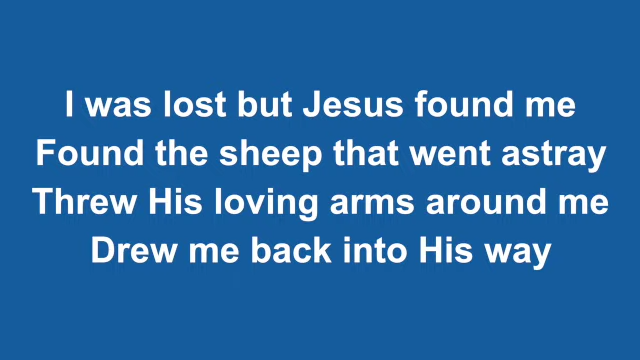 I was lost but Jesus found me
Found the sheep that went astray
Threw His loving arms around me
Drew me back into His way